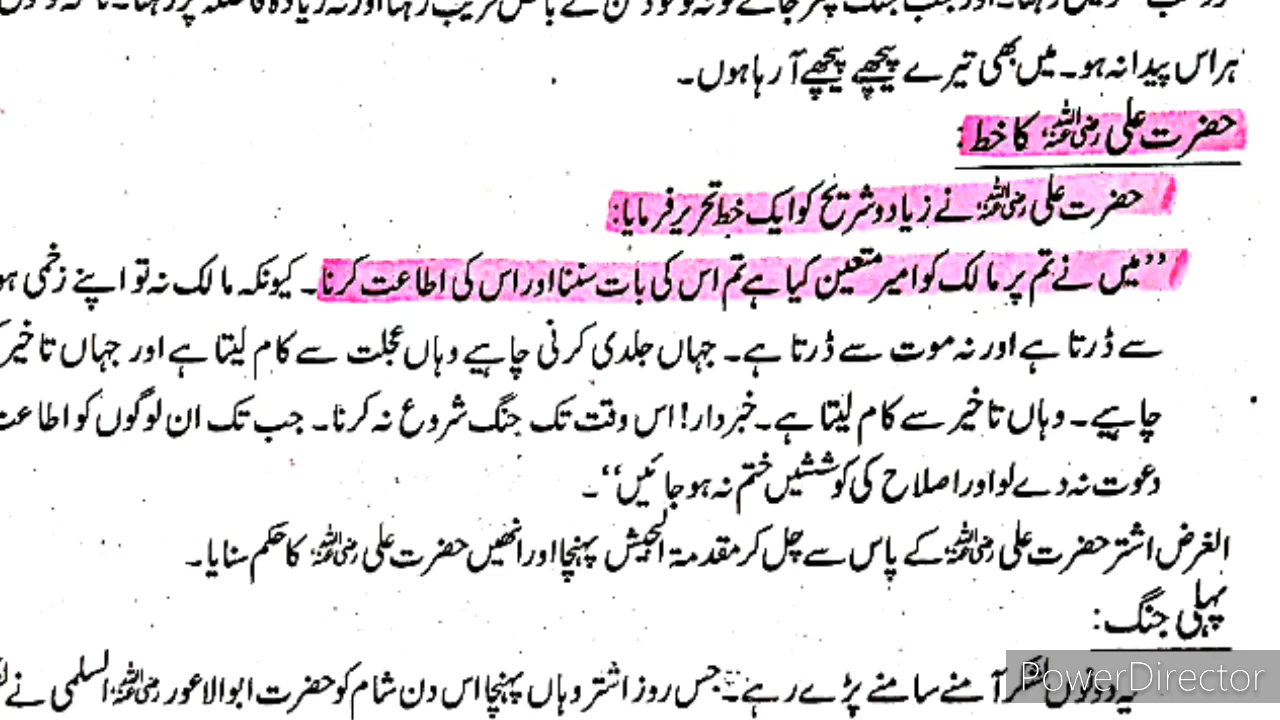 ہراس پیدا نہ ہو۔ میں بھی تیرے پیچھے پیچھے آ رہا ہوں۔
حضرت علی رضی اللہ عنہ کا خط:
حضرت علی رضی اللہ عنہ نے زیاد و شریح کو ایک خط تحریر فرمایا:
’’میں نے تم پر مالک کو امیر متعین کیا ہے تم اس کی بات سننا اور اس کی اطاعت کرنا۔ کیونکہ مالک نہ تو اپنے زخمی
سے ڈرتا ہے اور نہ موت سے ڈرتا ہے۔ جہاں جلدی کرنی چاہیے وہاں عجلت سے کام لیتا ہے اور جہاں تاخیر
چاہیے۔ وہاں تاخیر سے کام لیتا ہے۔ خبردار! اس وقت تک جنگ شروع نہ کرنا۔ جب تک ان لوگوں کو اطاعت
دعوت نہ دے لو اور اصلاح کی کوششیں ختم نہ ہو جائیں‘‘۔
الغرض اشتر حضرت علی رضی اللہ عنہ کے پاس سے چل کر مقدمۃ الجیش پہنچا اور انھیں حضرت علی رضی اللہ عنہ کا حکم سنایا۔
پہلی جنگ:
یہ دونوں لشکر آمنے سامنے پڑے رہے۔ جس روز اشتر وہاں پہنچا اس دن شام کو حضرت ابوالاعور رضی اللہ عنہ السلمی نے
PowerDirector